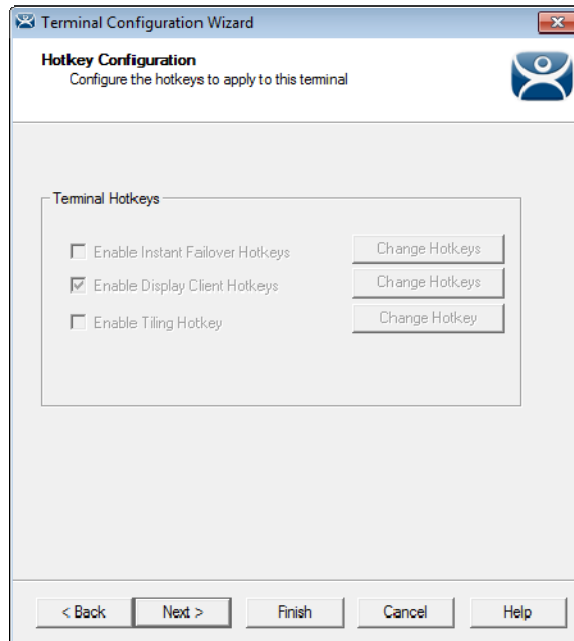 Terminal Configuration Wizard
Hotkey Configuration
Configure the hotkeys to apply to this terminal
Terminal Hotkeys
Enable Instant Failover Hotkeys Change Hotkeys
Enable Display Client Hotkeys Change Hotkeys
Enable Tiling Hotkey Change Hotkey
< Back Next > Finish Cancel Help